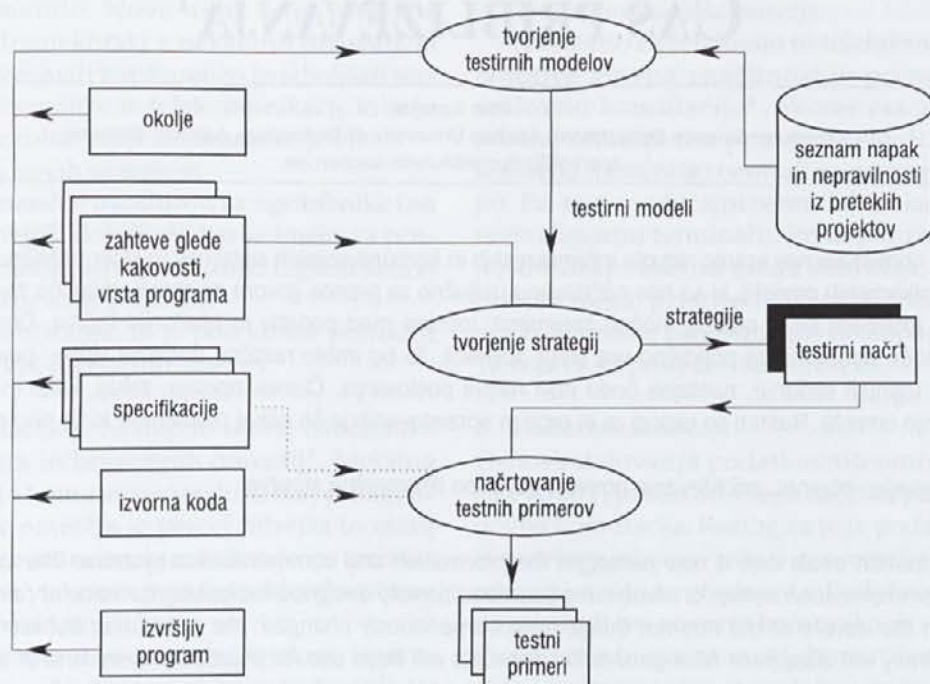 tvorjenje
testirnih modelov
okolje
seznam napak
in nepravilnosti
iz preteklih
projektov
testirni modeli
zahteve glede
kakovosti,
vrsta programa
strategije
tvorjenje strategij
testirni načrt
specifikacije
izvorna koda
načrtovanje
testnih primerov
izvršljiv
program
testni
primeri